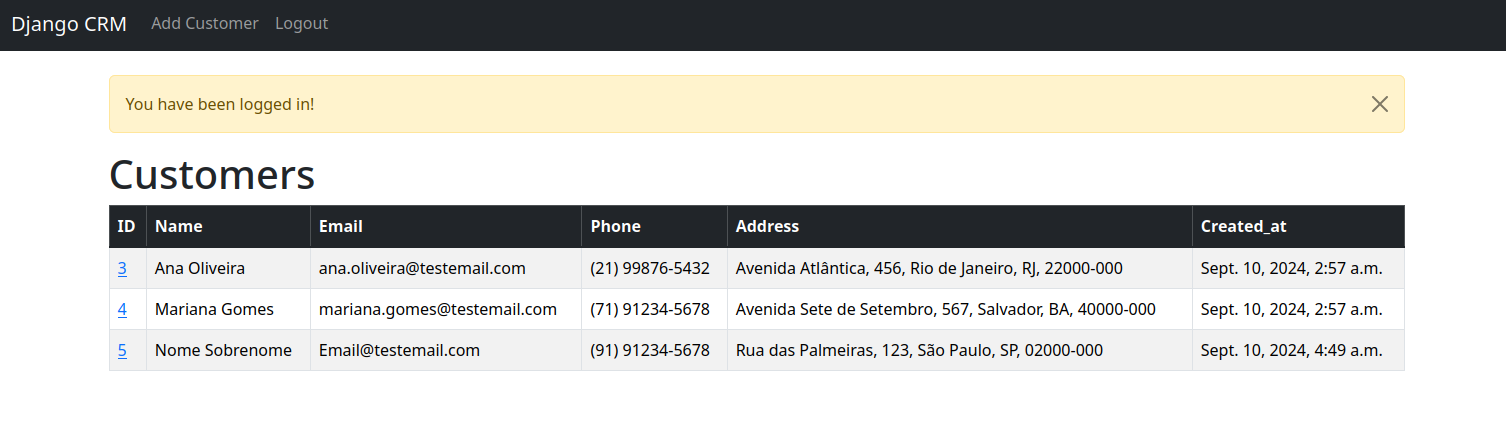 Django CRM Add Customer Logout
You have been logged in!
Customers
ID Name Email Phone Address Created_at
3 Ana Oliveira ana.oliveira@testemail.com (21) 99876-5432 Avenida Atlântica, 456, Rio de Janeiro, RJ, 22000-000 Sept. 10, 2024, 2:57 a.m.
4 Mariana Gomes mariana.gomes@testemail.com (71) 91234-5678 Avenida Sete de Setembro, 567, Salvador, BA, 40000-000 Sept. 10, 2024, 2:57 a.m.
5 Nome Sobrenome Email@testemail.com (91) 91234-5678 Rua das Palmeiras, 123, São Paulo, SP, 02000-000 Sept. 10, 2024, 4:49 a.m.